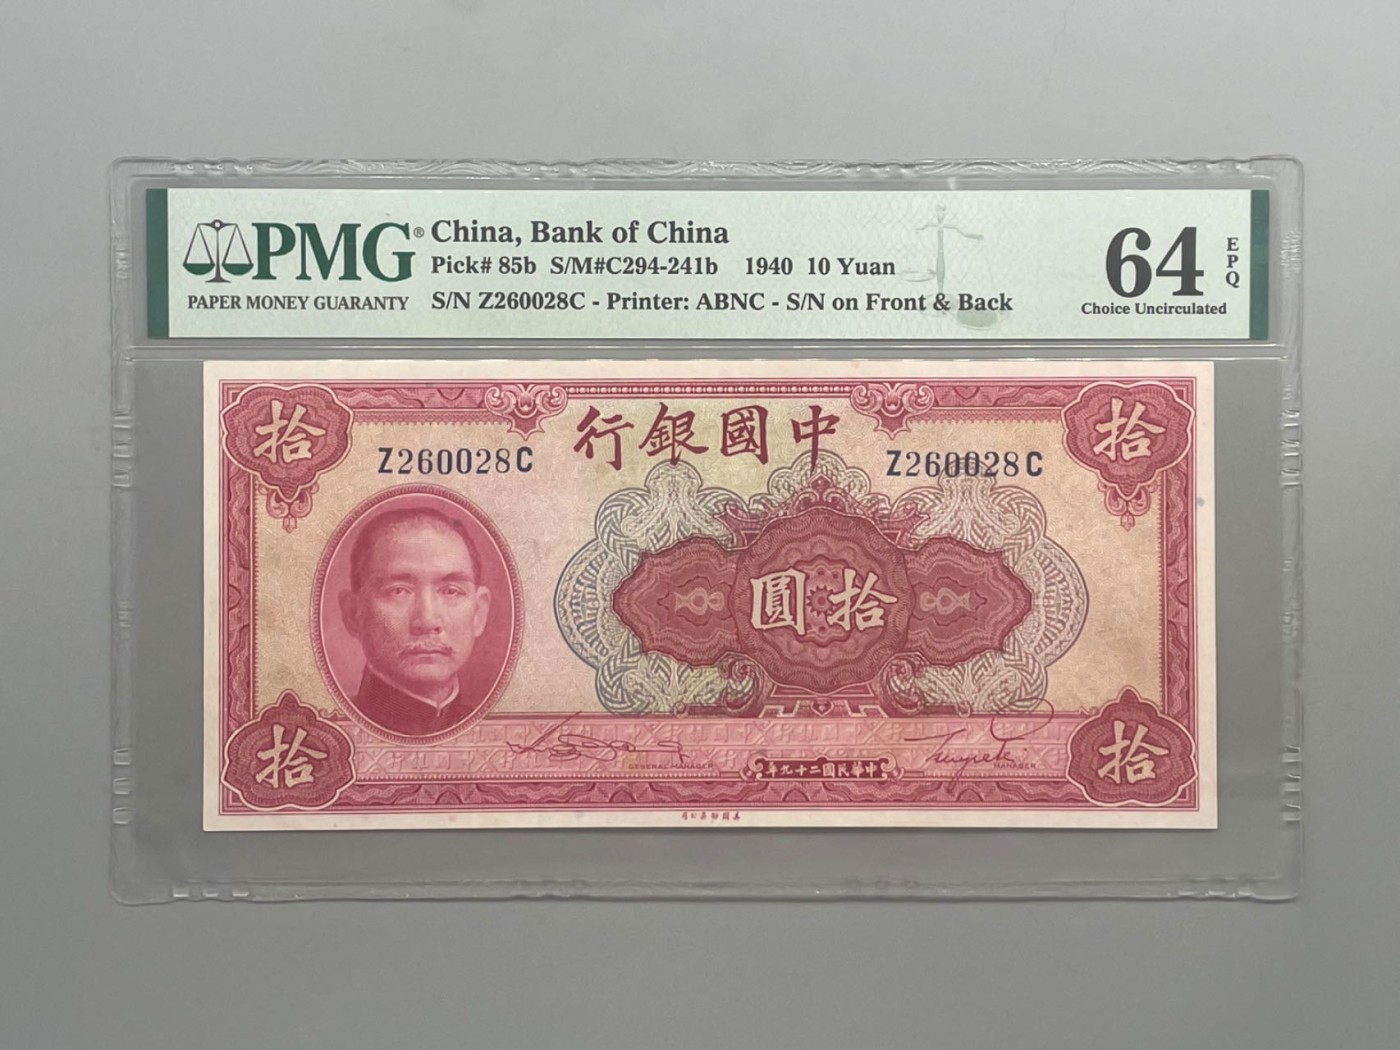 PMG®
PAPER MONEY GUARANTY
China, Bank of China
Pick# 85b S/M#C294-241b 1940 10 Yuan
S/N Z260028C - Printer: ABNC - S/N on Front & Back
64
EPQ
Choice Uncirculated
拾
行銀國中
拾
Z260028C
Z260028C
圓拾
GENERAL MANAGER
年九十二國民華中
MANAGER
拾
拾